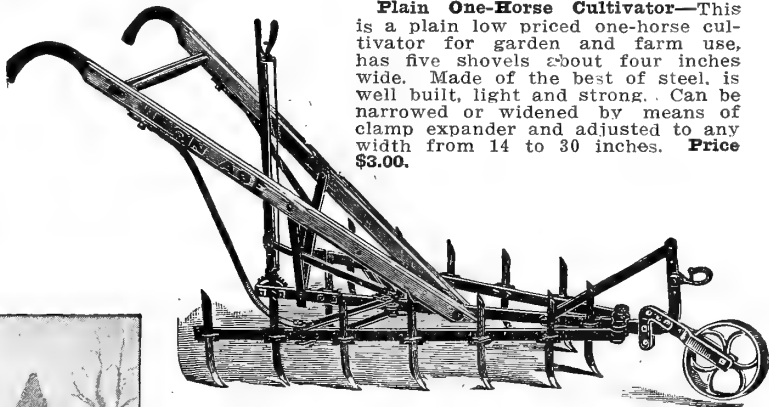 Plain One-Horse Cultivator—This
is a plain low priced one-horse cul-
tivator for garden and farm use,
has five shovels about four inches
wide. Made of the best of steel, is
well built, light and strong. Can be
narrowed or widened by means of
clamp expander and adjusted to any
width from 14 to 30 inches. Price
$3.00.
IRON AGE